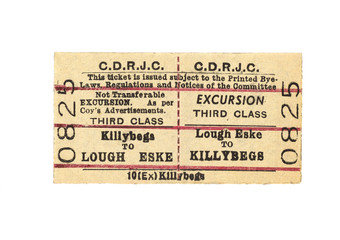 C.D.R.J.C. C.D.R.J.C.
This ticket is issued subject to the Printed Bye-
Laws, Regulations and Notices of the Committee
Not Transferable
EXCURSION. As per
Coy's Advertisements.
THIRD CLASS
Killybegs
TO
LOUGH ESKE
EXCURSION
THIRD CLASS
Lough Eske
TO
KILLYBEGS
10(Ex) Killybegs
0825
0825